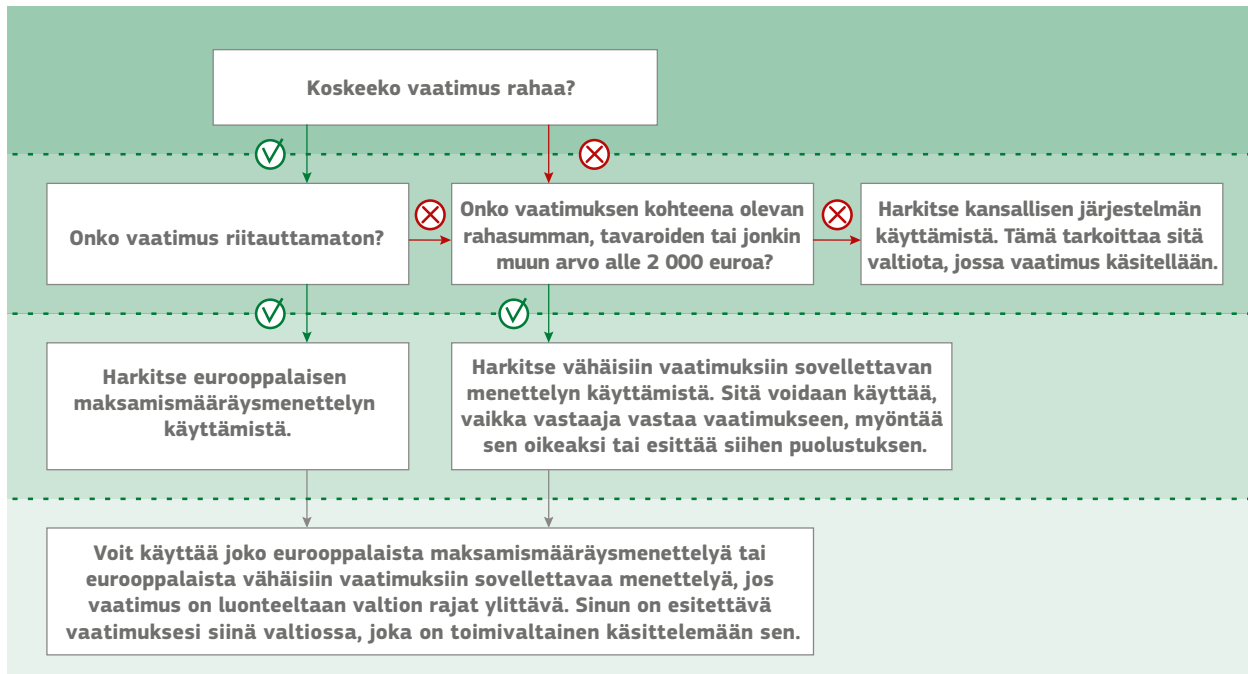 Koskeeko vaatimus rahaa?
Onko vaatimus riitauttamaton?
Onko vaatimuksen kohteena olevan
rahasumman, tavaroiden tai jonkin
muun arvo alle 2 000 euroa?
Harkitse kansallisen järjestelmän
käyttämistä. Tämä tarkoittaa sitä
valtiota, jossa vaatimus käsitellään.
Harkitse eurooppalaisen
maksamismääräysmenettelyn
käyttämistä.
Harkitse vähäisiin vaatimuksiin sovellettavan
menettelyn käyttämistä. Sitä voidaan käyttää,
vaikka vastaaja vastaa vaatimukseen, myöntää
sen oikeaksi tai esittää siihen puolustuksen.
Voit käyttää joko eurooppalaista maksamismääräysmenettelyä tai
eurooppalaista vähäisiin vaatimuksiin sovellettavaa menettelyä, jos
vaatimus on luonteeltaan valtion rajat ylittävä. Sinun on esitettävä
vaatimuksesi siinä valtiossa, joka on toimivaltainen käsittelemään sen.